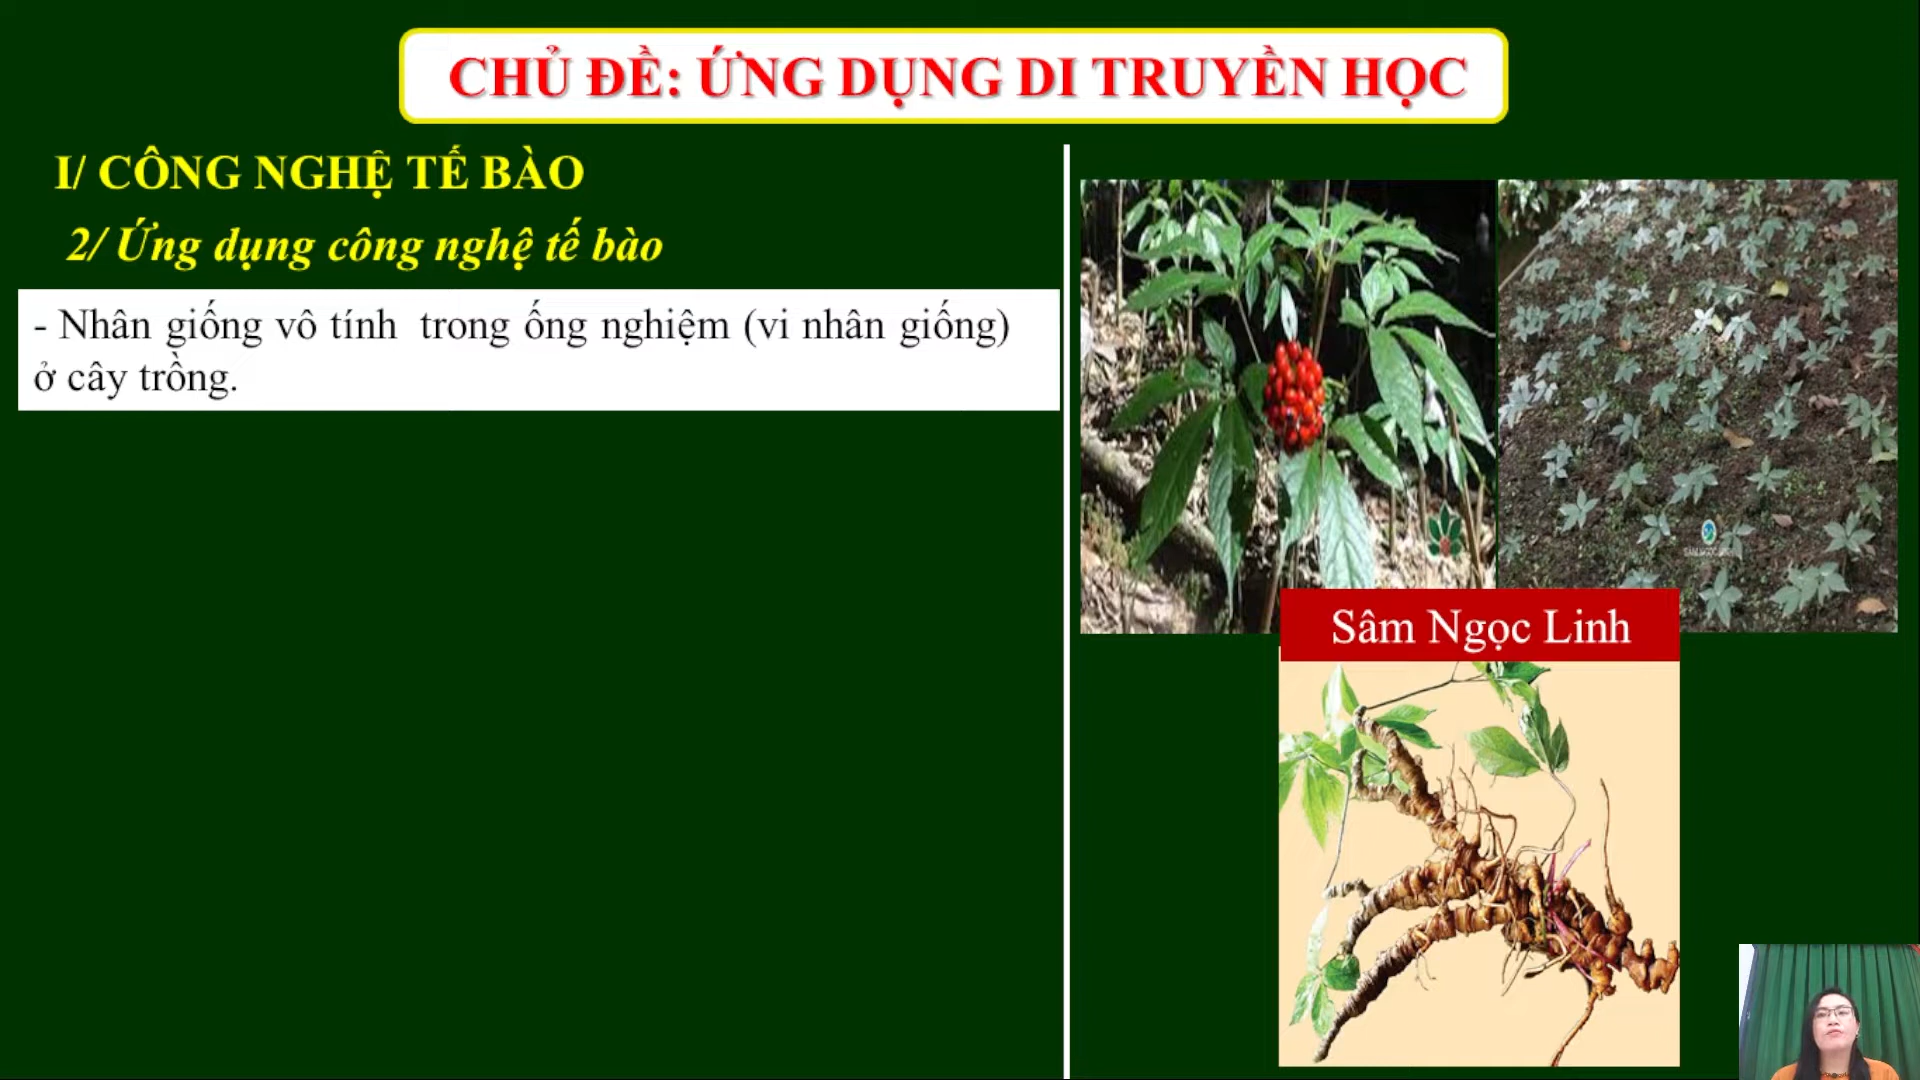 CHỦ ĐỀ: ỨNG DỤNG DI TRUYỀN HỌC
I/ CÔNG NGHỆ TẾ BÀO
2/ Ứng dụng công nghệ tế bào
- Nhân giống vô tính trong ống nghiệm (vi nhân giống)
ở cây trồng.
Sâm Ngọc Linh